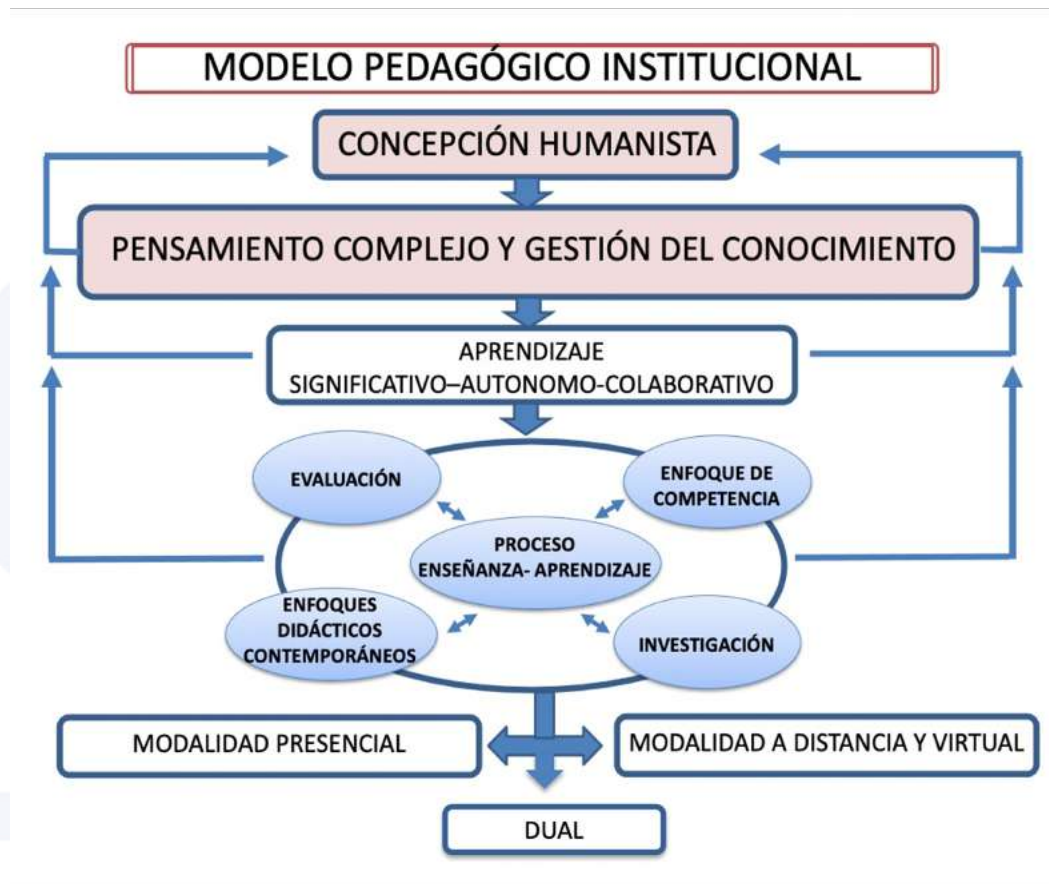 MODELO PEDAGÓGICO INSTITUCIONAL
CONCEPCIÓN HUMANISTA
PENSAMIENTO COMPLEJO Y GESTIÓN DEL CONOCIMIENTO
APRENDIZAJE
SIGNIFICATIVO–AUTONOMO-COLABORATIVO
EVALUACIÓN
ENFOQUE DE
COMPETENCIA
PROCESO
ENSEÑANZA- APRENDIZAJE
ENFOQUES
DIDÁCTICOS
CONTEMPORÁNEOS
INVESTIGACIÓN
MODALIDAD PRESENCIAL
MODALIDAD A DISTANCIA Y VIRTUAL
DUAL